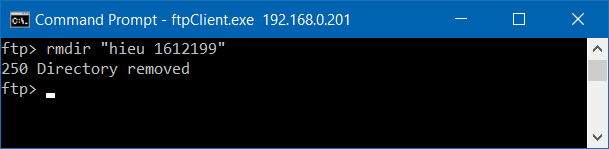 Command Prompt - ftpClient.exe  192.168.0.201
ftp> rmdir "hieu 1612199"
250 Directory removed
ftp>